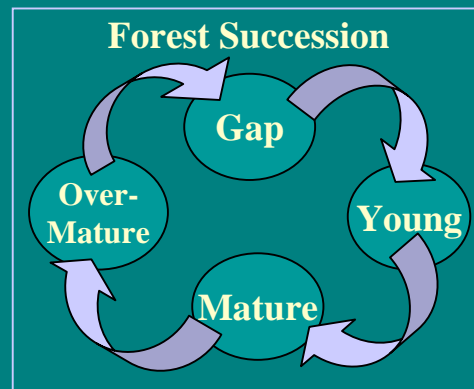 Forest Succession
Gap
Over-
Mature
Young
Mature